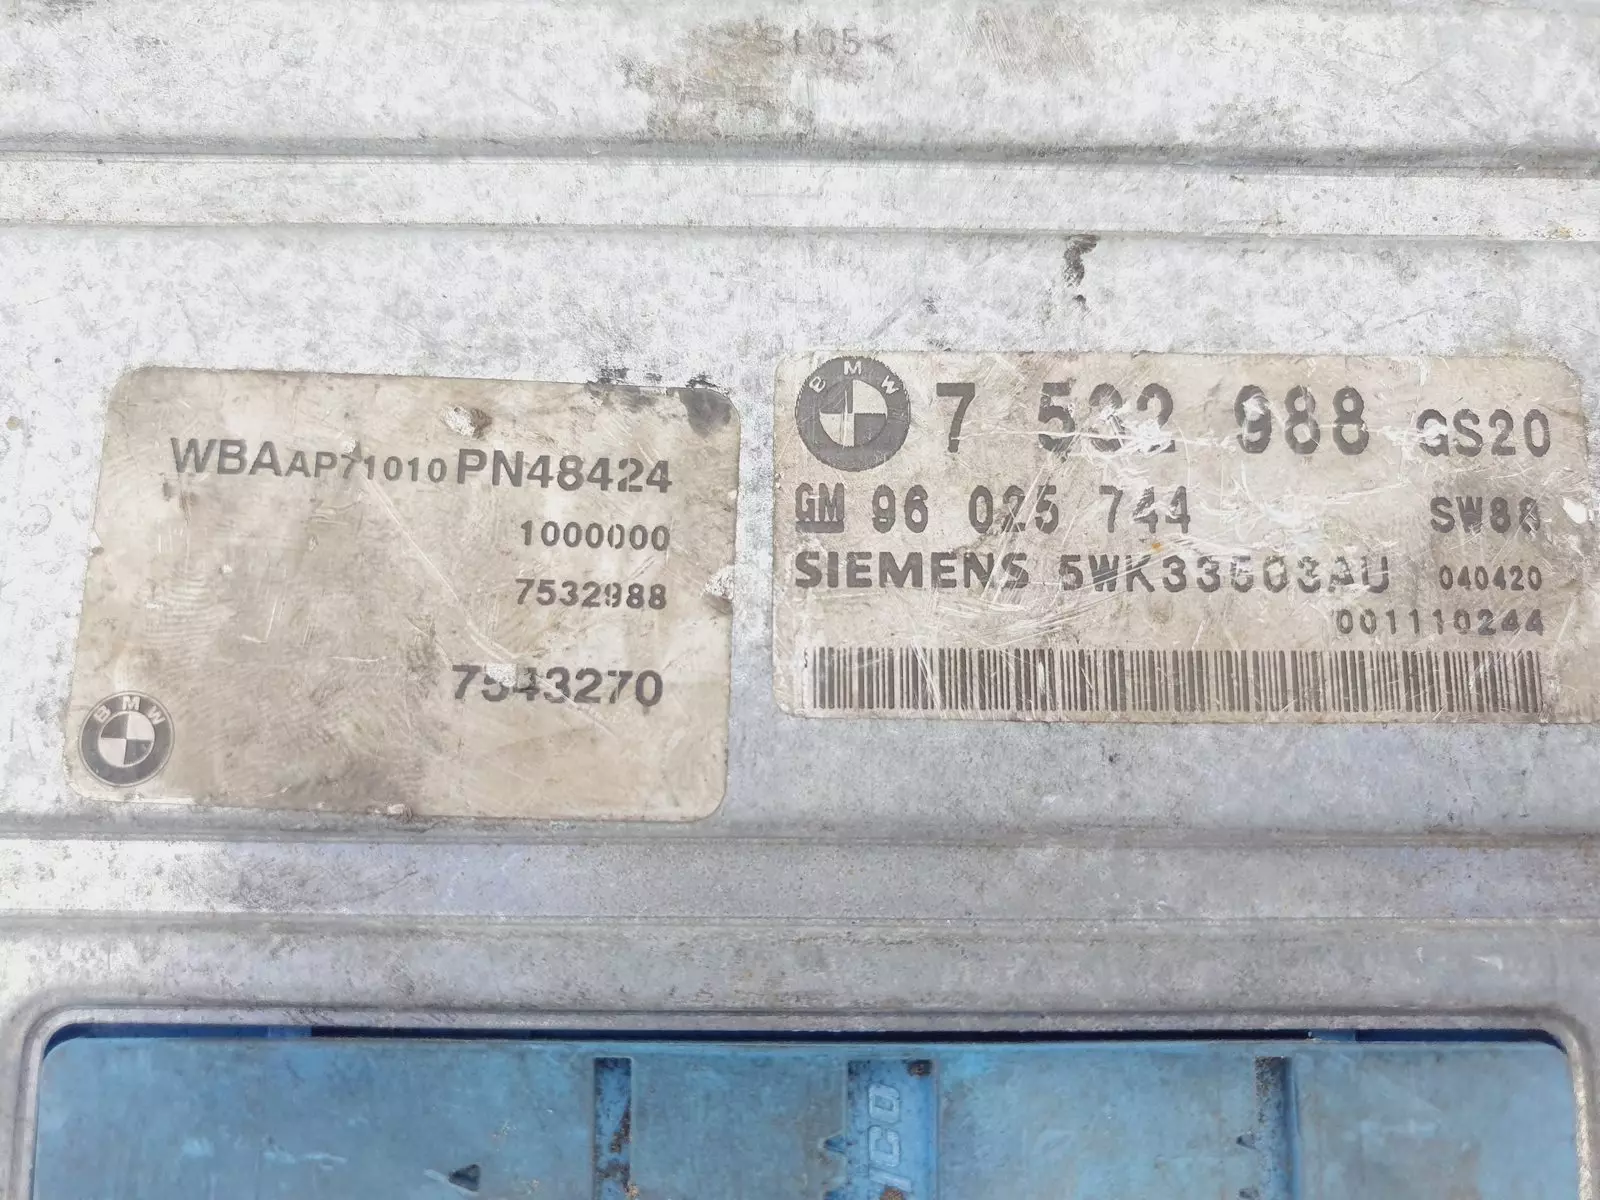 WBAAP71010PN48424
1000000
7532988
7543270
BMW
BMW 7 532 988 GS20
GM 96 025 744 SW88
SIEMENS 5WK33503AU 040420
001110244